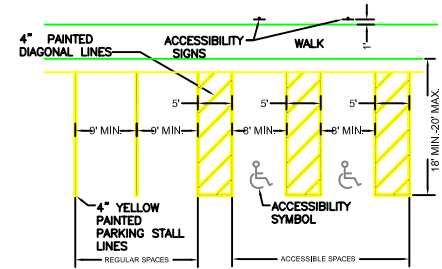 4" PAINTED
DIAGONAL LINES
ACCESSIBILITY
SIGNS
WALK
1'
5'
5'
5'
9' MIN.
9' MIN.
8' MIN.
8' MIN.
18' MIN.-20' MAX.
4" YELLOW
PAINTED
PARKING STALL
LINES
ACCESSIBILITY
SYMBOL
REGULAR SPACES
ACCESSIBLE SPACES